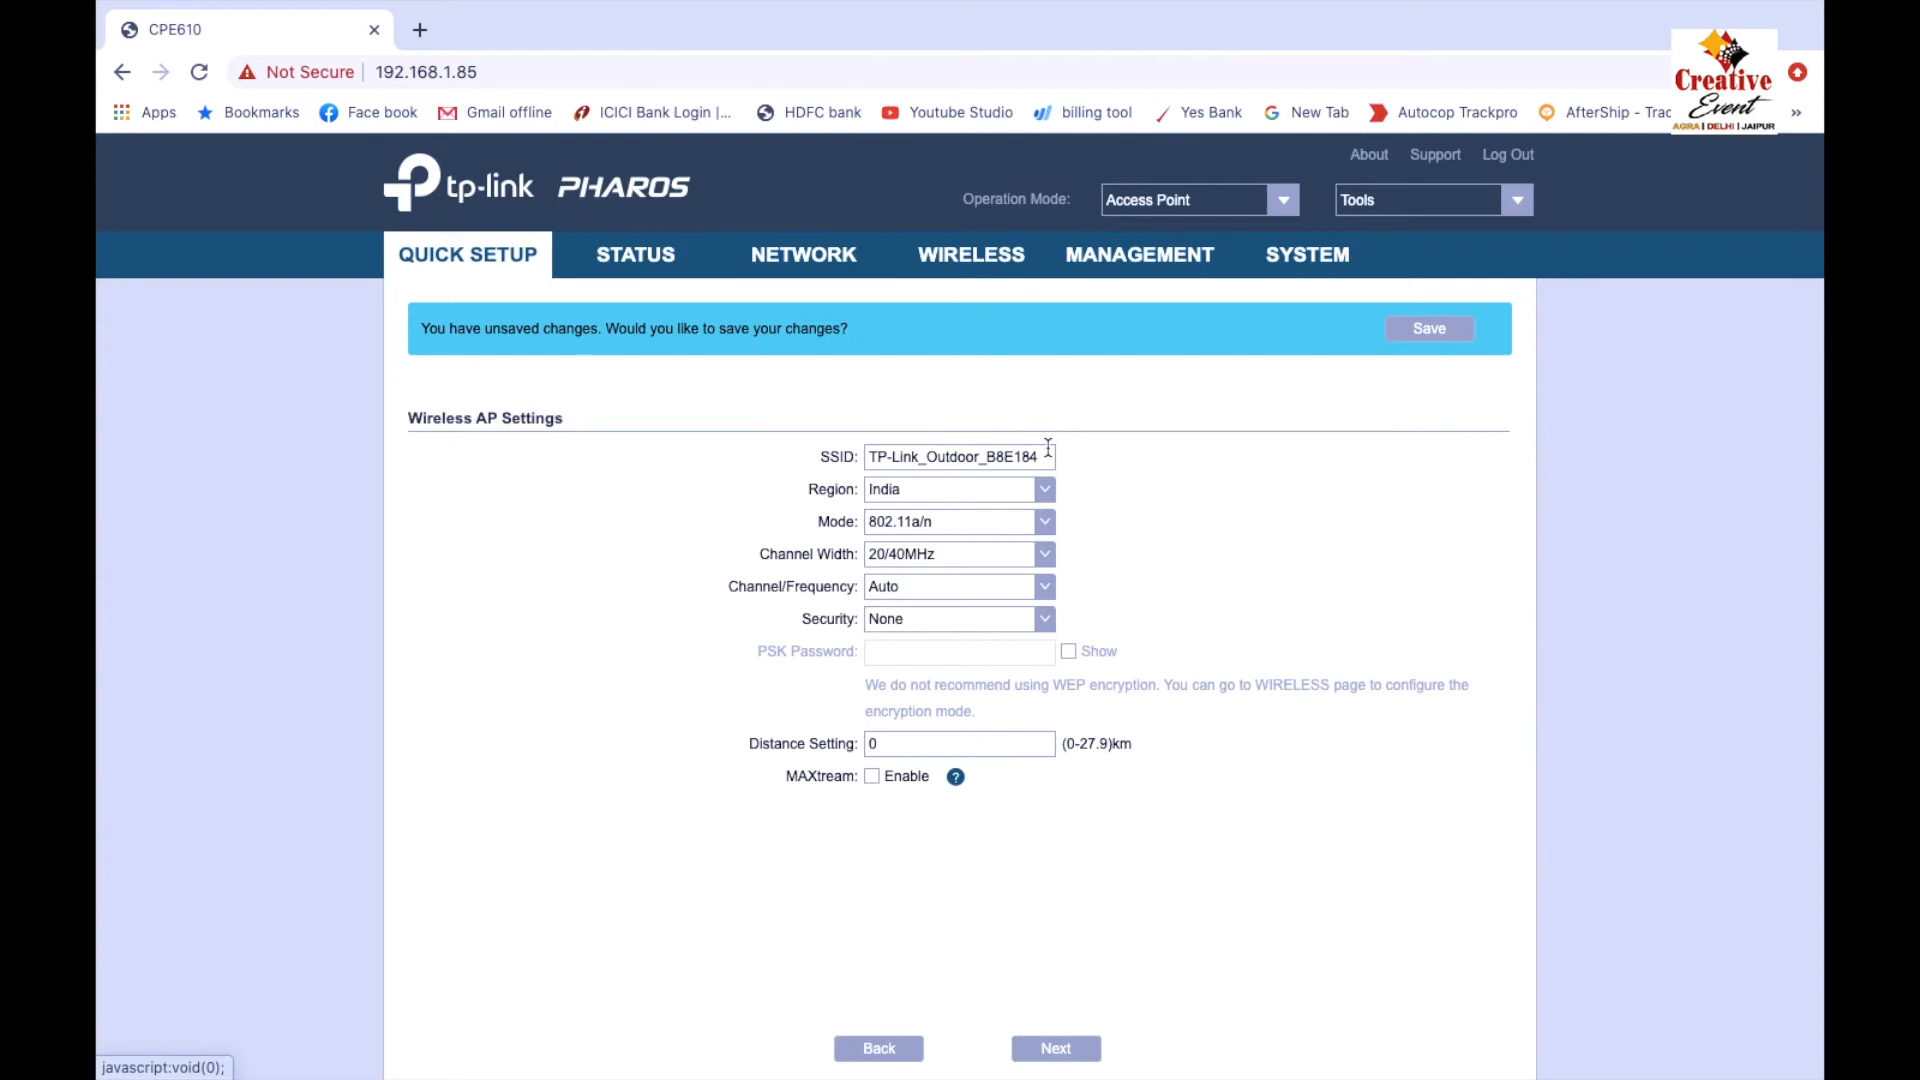 CPE610
Not Secure
192.168.1.85
Apps
Bookmarks
Face book
Gmail offline
ICICI Bank Login |...
HDFC bank
Youtube Studio
billing tool
Yes Bank
New Tab
Autocop Trackpro
AfterShip - Trac
»
Creative
Event
AGRA | DELHI | JAIPUR
About
Support
Log Out
tp-link
PHAROS
Operation Mode:
Access Point
Tools
QUICK SETUP
STATUS
NETWORK
WIRELESS
MANAGEMENT
SYSTEM
You have unsaved changes. Would you like to save your changes?
Save
Wireless AP Settings
SSID: TP-Link_Outdoor_B8E184
Region: India
Mode: 802.11a/n
Channel Width: 20/40MHz
Channel/Frequency: Auto
Security: None
PSK Password: Show
We do not recommend using WEP encryption. You can go to WIRELESS page to configure the
encryption mode.
Distance Setting: 0 (0-27.9)km
MAXtream: Enable ?
Back
Next
javascript:void(0);